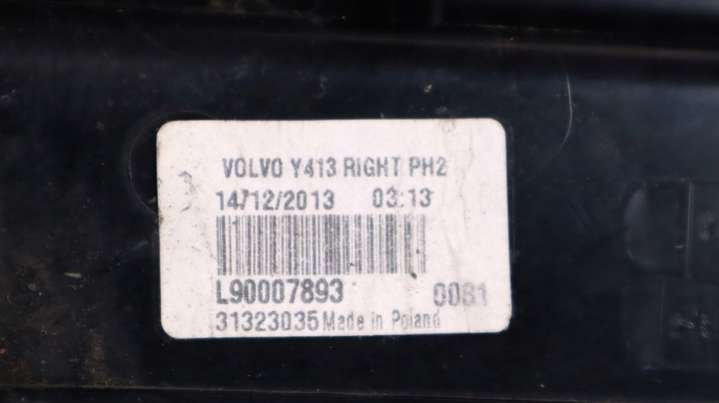 VOLVO Y413 RIGHT PH2
14/12/2013 03:13
L90007893 0081
31323035 Made in Poland